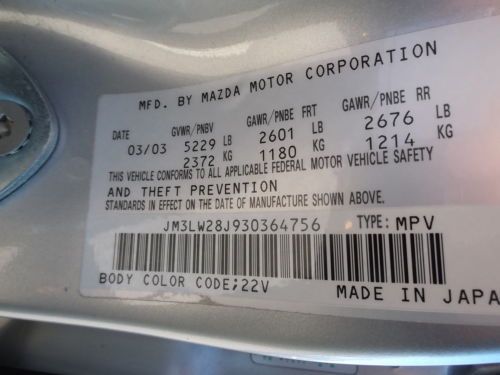 MFD. BY MAZDA MOTOR CORPORATION
DATE GVWR/PNBV GAWR/PNBE FRT GAWR/PNBE RR
03/03 5229 LB 2601 LB 2676 LB
2372 KG 1180 KG 1214 KG
THIS VEHICLE CONFORMS TO ALL APPLICABLE FEDERAL MOTOR VEHICLE SAFETY
AND THEFT PREVENTION
STANDARDS IN EFFECT ON THE DATE OF MANUFACTURE SHOWN ABOVE.
JM3LW28J930364756 TYPE: MPV
BODY COLOR CODE;22V
MADE IN JAPA